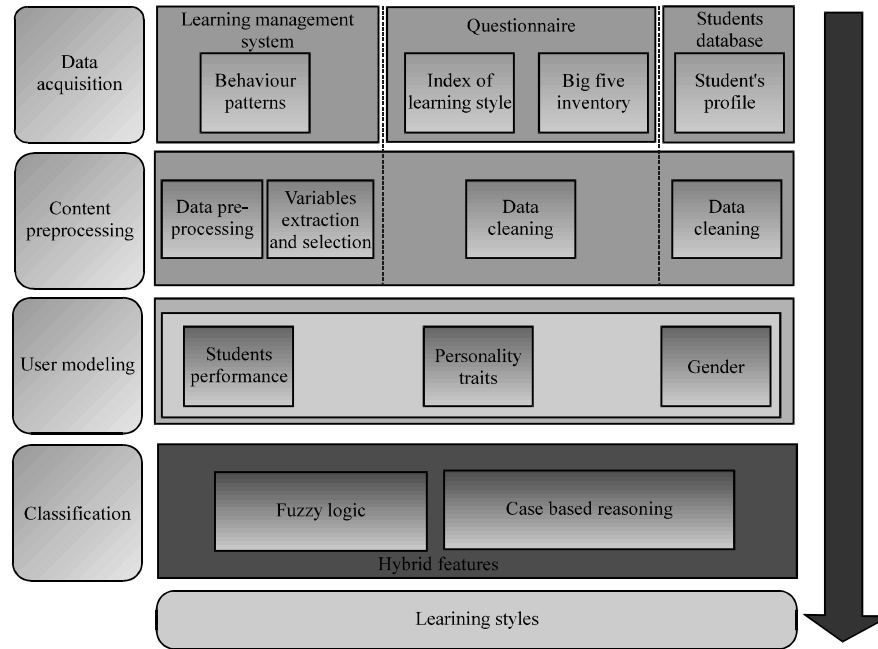 Data
acquisition
Learning management
system
Behaviour
patterns
Questionnaire
Index of
learning style
Big five
inventory
Students
database
Student's
profile
Content
preprocessing
Data pre-
processing
Variables
extraction
and selection
Data
cleaning
Data
cleaning
User modeling
Students
performance
Personality
traits
Gender
Classification
Fuzzy logic
Case based reasoning
Hybrid features
Learining styles